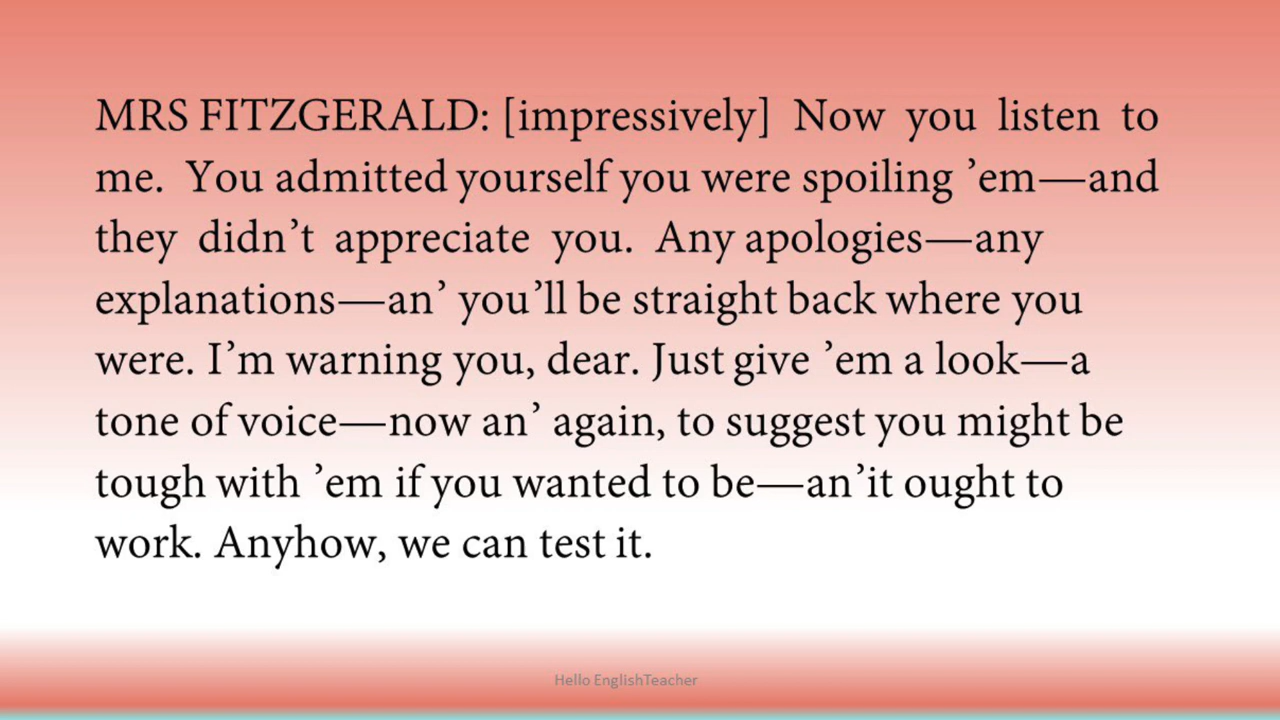 MRS FITZGERALD: [impressively] Now you listen to
me. You admitted yourself you were spoiling ’em—and
they didn’t appreciate you. Any apologies—any
explanations—an’ you’ll be straight back where you
were. I’m warning you, dear. Just give ’em a look—a
tone of voice—now an’ again, to suggest you might be
tough with ’em if you wanted to be—an’it ought to
work. Anyhow, we can test it.
Hello EnglishTeacher